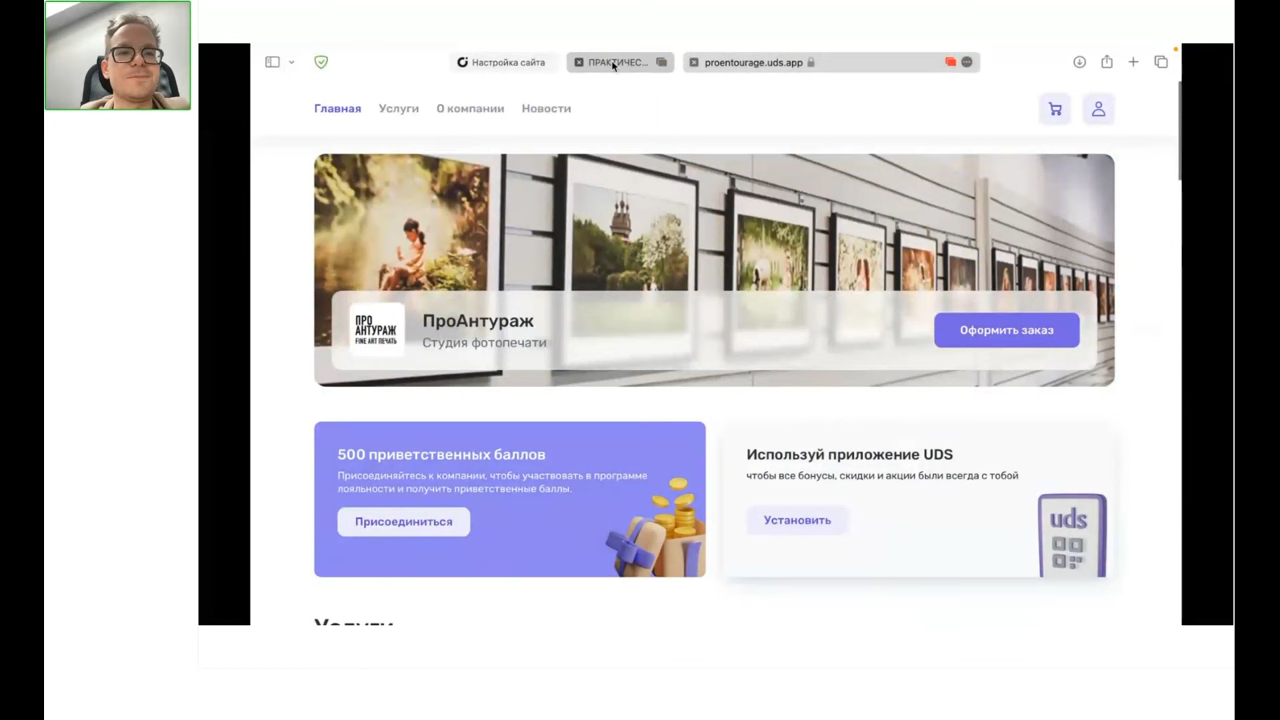 Настройка сайта
ПРАКТИЧЕС...
proentourage.uds.app
Главная
Услуги
О компании
Новости
ПРО
АНТУРАЖ
FINE ART ПЕЧАТЬ
ПроАнтураж
Студия фотопечати
Оформить заказ
500 приветственных баллов
Присоединяйтесь к компании, чтобы участвовать в программе
лояльности и получить приветственные баллы.
Присоединиться
Используй приложение UDS
чтобы все бонусы, скидки и акции были всегда с тобой
Установить
uds
Услуги